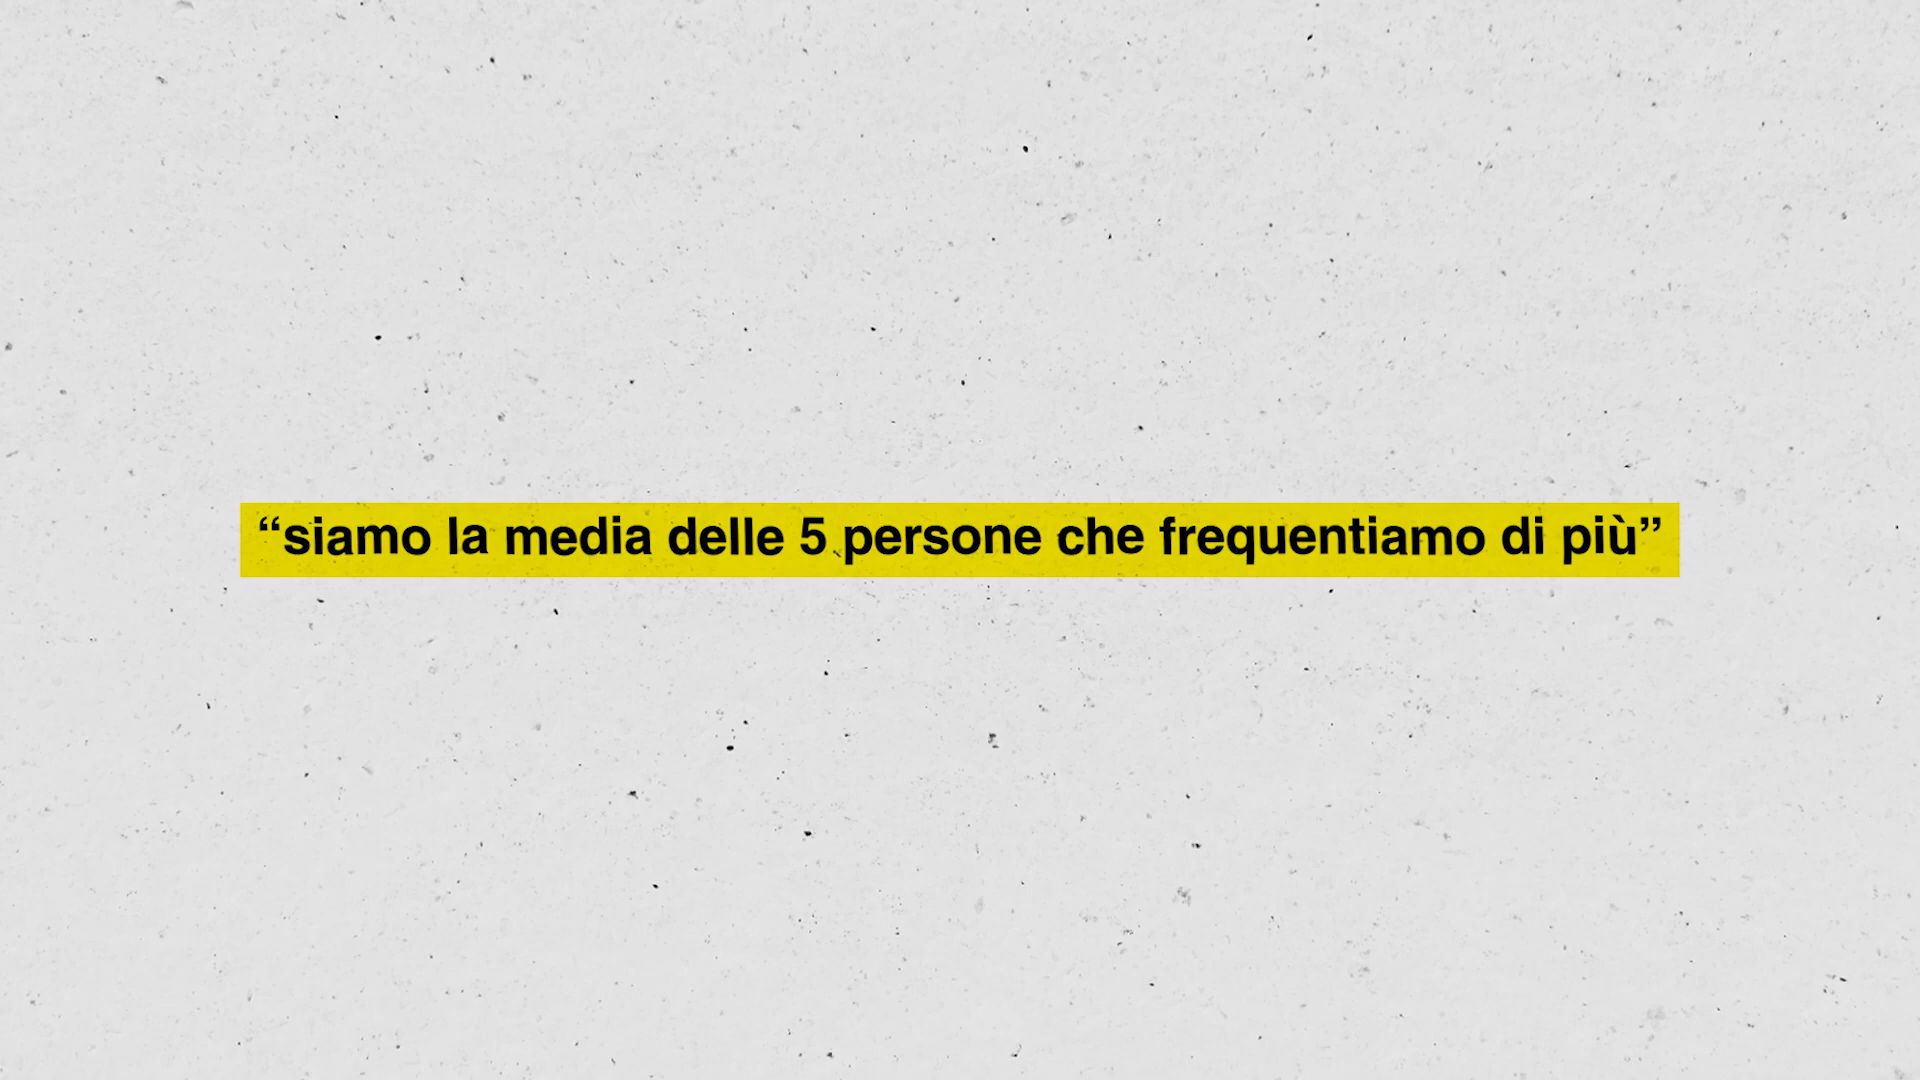 “siamo la media delle 5 persone che frequentiamo di più”